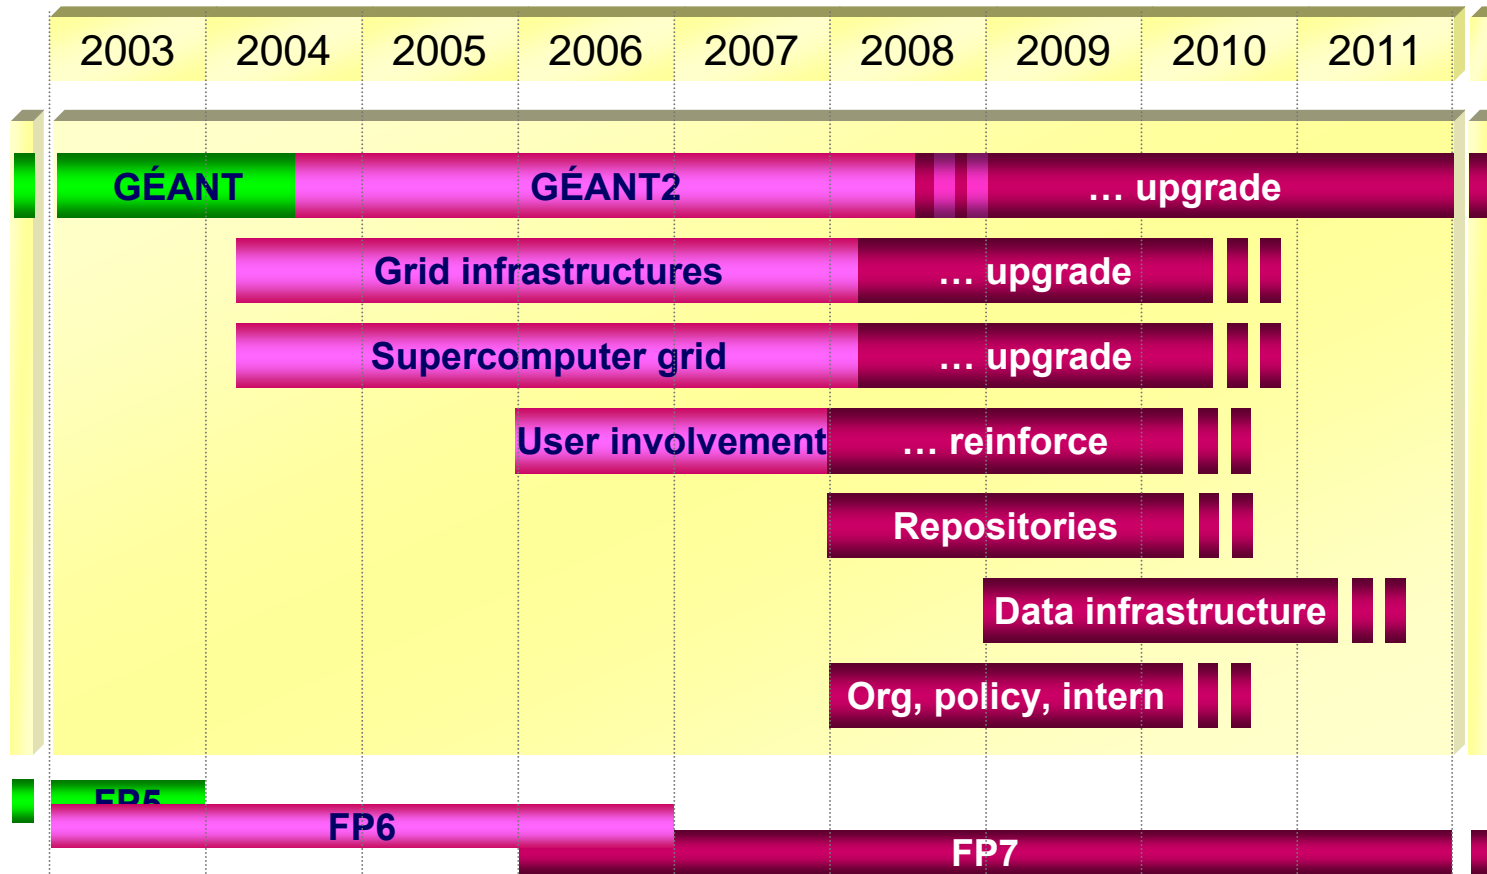 2003 2004 2005 2006 2007 2008 2009 2010 2011
GÉANT GÉANT2 … upgrade
Grid infrastructures … upgrade
Supercomputer grid … upgrade
User involvement … reinforce
Repositories
Data infrastructure
Org, policy, intern
FP5
FP6
FP7